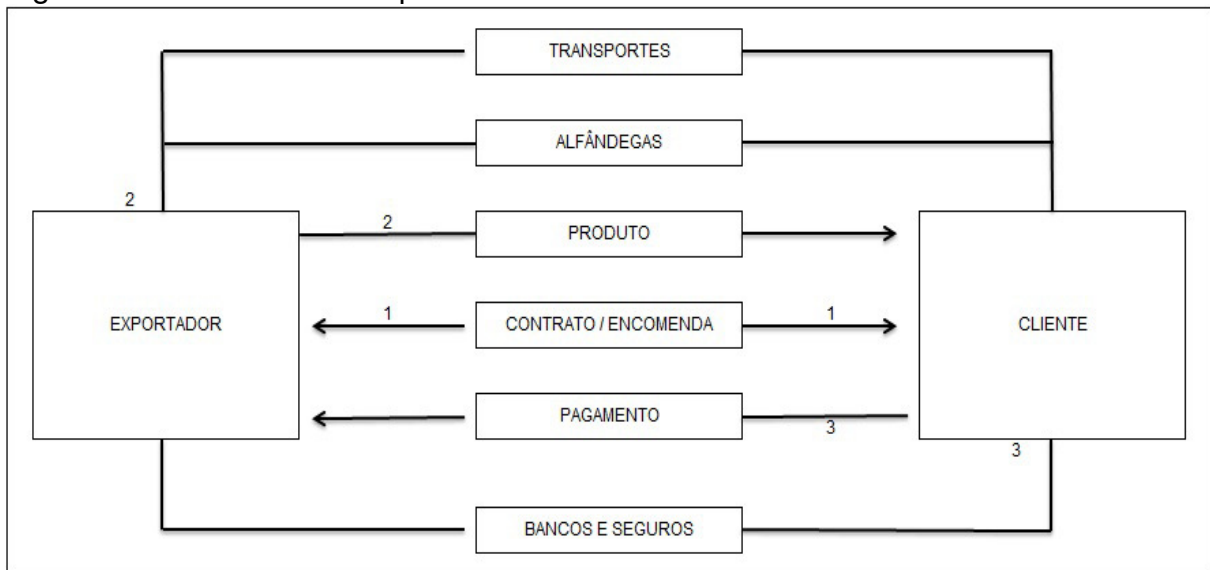 TRANSPORTES
ALFÂNDEGAS
2
2
PRODUTO
EXPORTADOR
1
CONTRATO / ENCOMENDA
1
CLIENTE
PAGAMENTO
3
3
BANCOS E SEGUROS